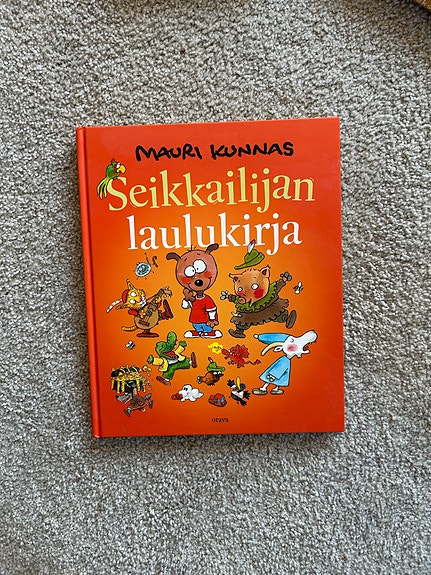 MAURI KUNNAS
Seikkailijan
laulukirja
otava